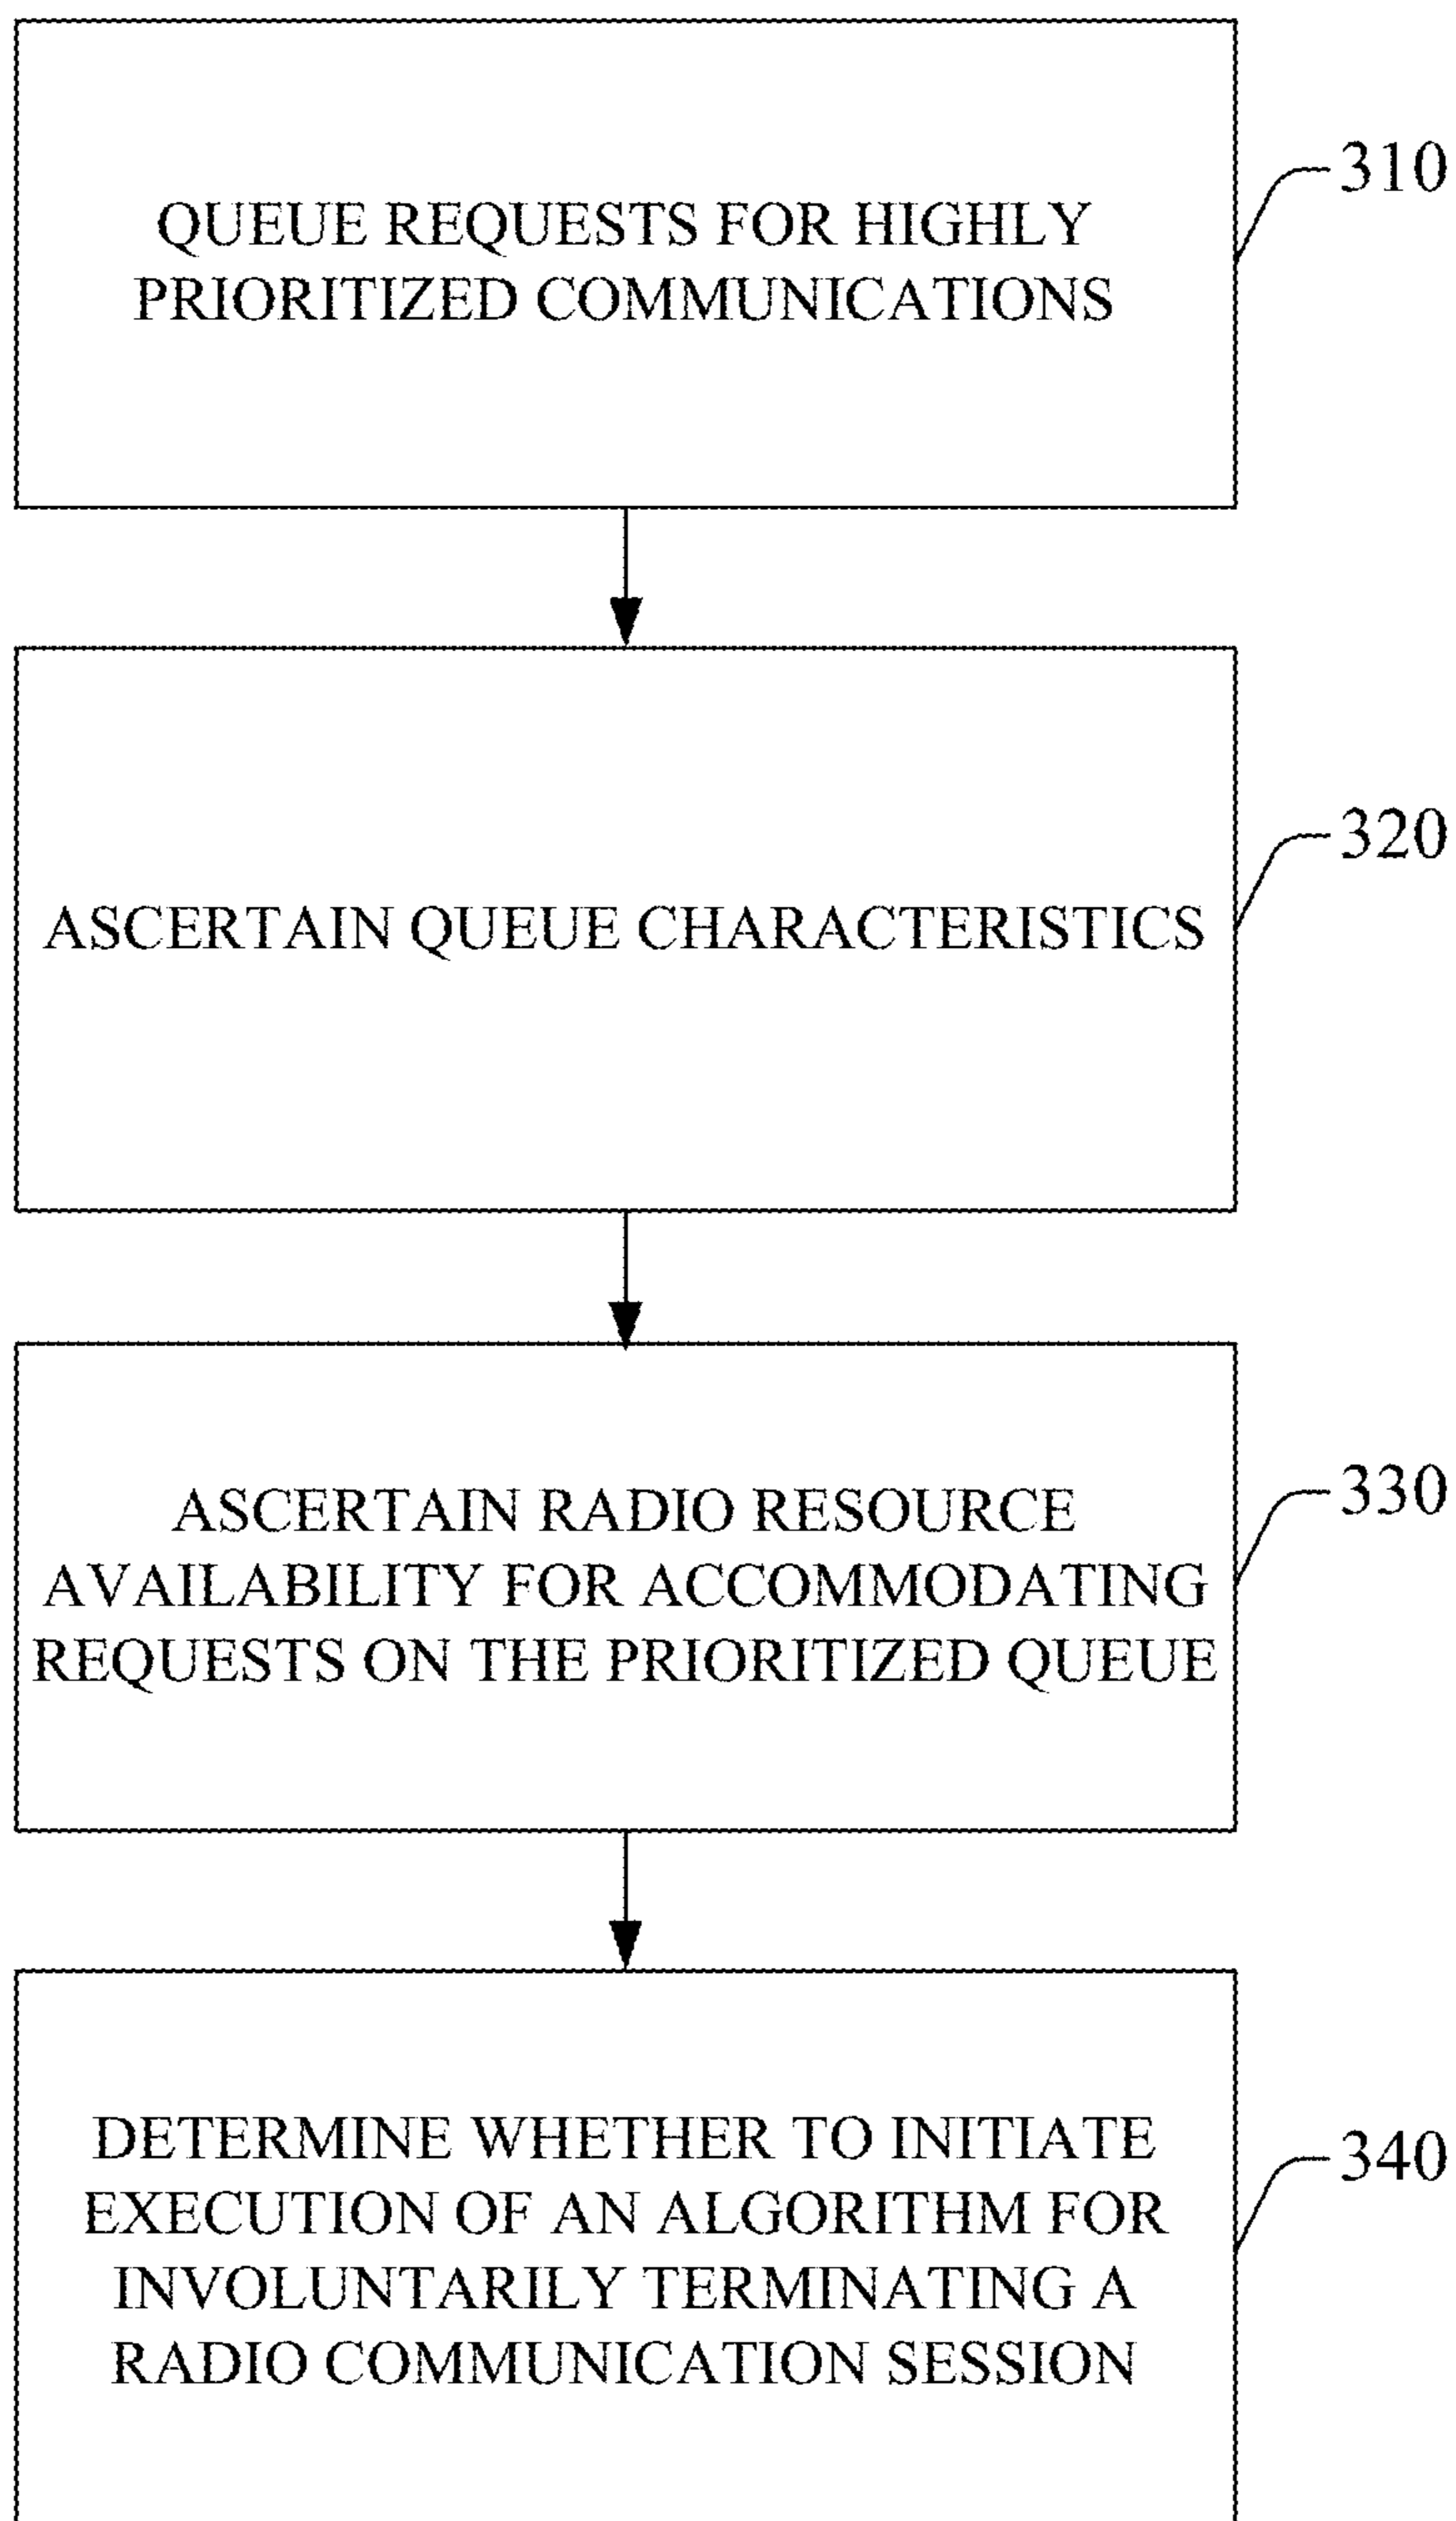 QUEUE REQUESTS FOR HIGHLY
PRIORITIZED COMMUNICATIONS
310
ASCERTAIN QUEUE CHARACTERISTICS
320
ASCERTAIN RADIO RESOURCE
AVAILABILITY FOR ACCOMMODATING
REQUESTS ON THE PRIORITIZED QUEUE
330
DETERMINE WHETHER TO INITIATE
EXECUTION OF AN ALGORITHM FOR
INVOLUNTARILY TERMINATING A
RADIO COMMUNICATION SESSION
340